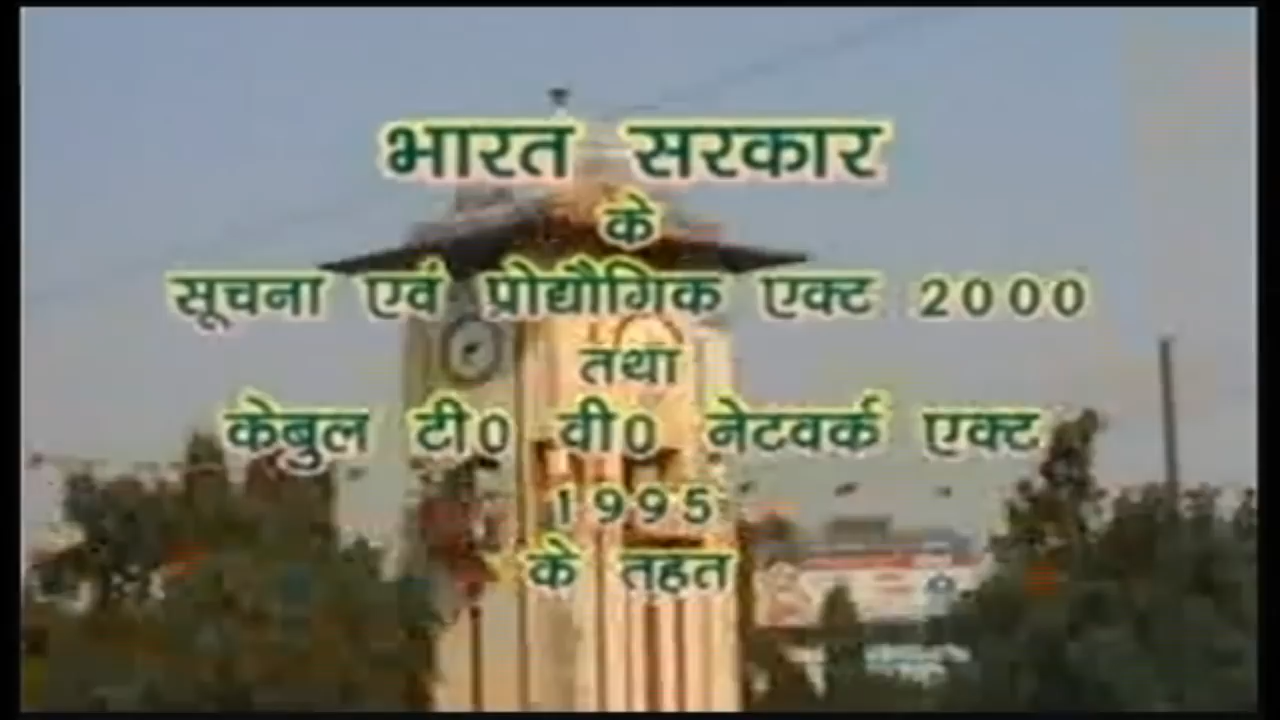 भारत सरकार
के
सूचना एवं प्रोद्यौगिक एक्ट 2000
तथा
केबुल टी0 वी0 नेटवर्क एक्ट
1995
के तहत